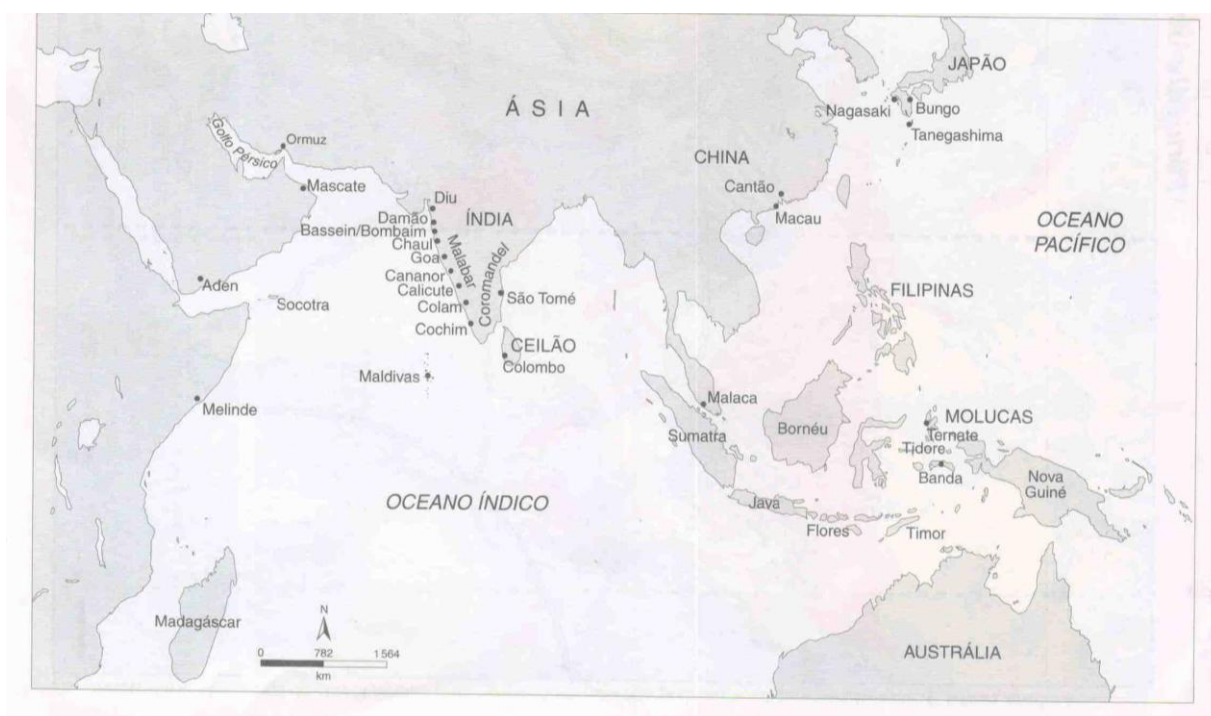 JAPÃO
Nagasaki
Bungo
Tanegashima
ÁSIA
Golfo Pérsico
Ormuz
CHINA
Mascate
Cantão
Macau
Diu
Damão
ÍNDIA
Bassein/Bombaim
Chaul
Malabar
Goa
Coromandel
Cananor
Calicute
Colam
Cochim
São Tomé
OCEANO
PACÍFICO
Aden
Socotra
FILIPINAS
CEILÃO
Colombo
Maldivas
Melinde
Malaca
Sumatra
Bornéu
MOLUCAS
Ternate
Tidore
Banda
Nova
Guiné
OCEANO ÍNDICO
Java
Flores
Timor
Madagáscar
N
0 782 1 564
km
AUSTRÁLIA